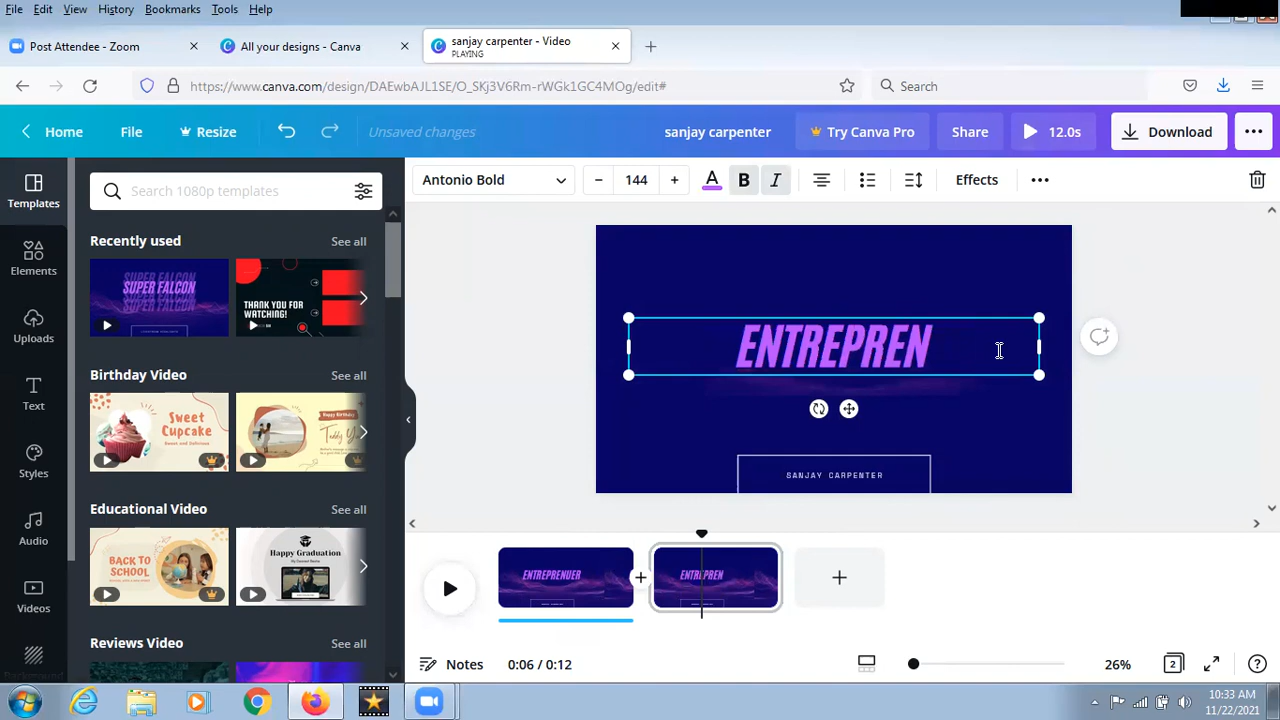 File Edit View History Bookmarks Tools Help
Post Attendee - Zoom
All your designs - Canva
sanjay carpenter - Video
PLAYING
https://www.canva.com/design/DAEwbAJL1SE/O_SKj3V6Rm-rWGk1GC4MOg/edit#
Search
Home File Resize Unsaved changes sanjay carpenter Try Canva Pro Share 12.0s Download
Antonio Bold 144 A B I Effects
Templates
Elements
Uploads
Text
Styles
Audio
Videos
Search 1080p templates
Recently used See all
SUPER FALCON
THANK YOU FOR
WATCHING!
Birthday Video See all
Sweet
Cupcake
Happy Birthday
Educational Video See all
BACK TO
SCHOOL
Happy Graduation
Reviews Video See all
ENTREPREN
SANJAY CARPENTER
ENTREPRENUER
ENTREPREN
Notes 0:06 / 0:12 26% 2
10:33 AM
11/22/2021